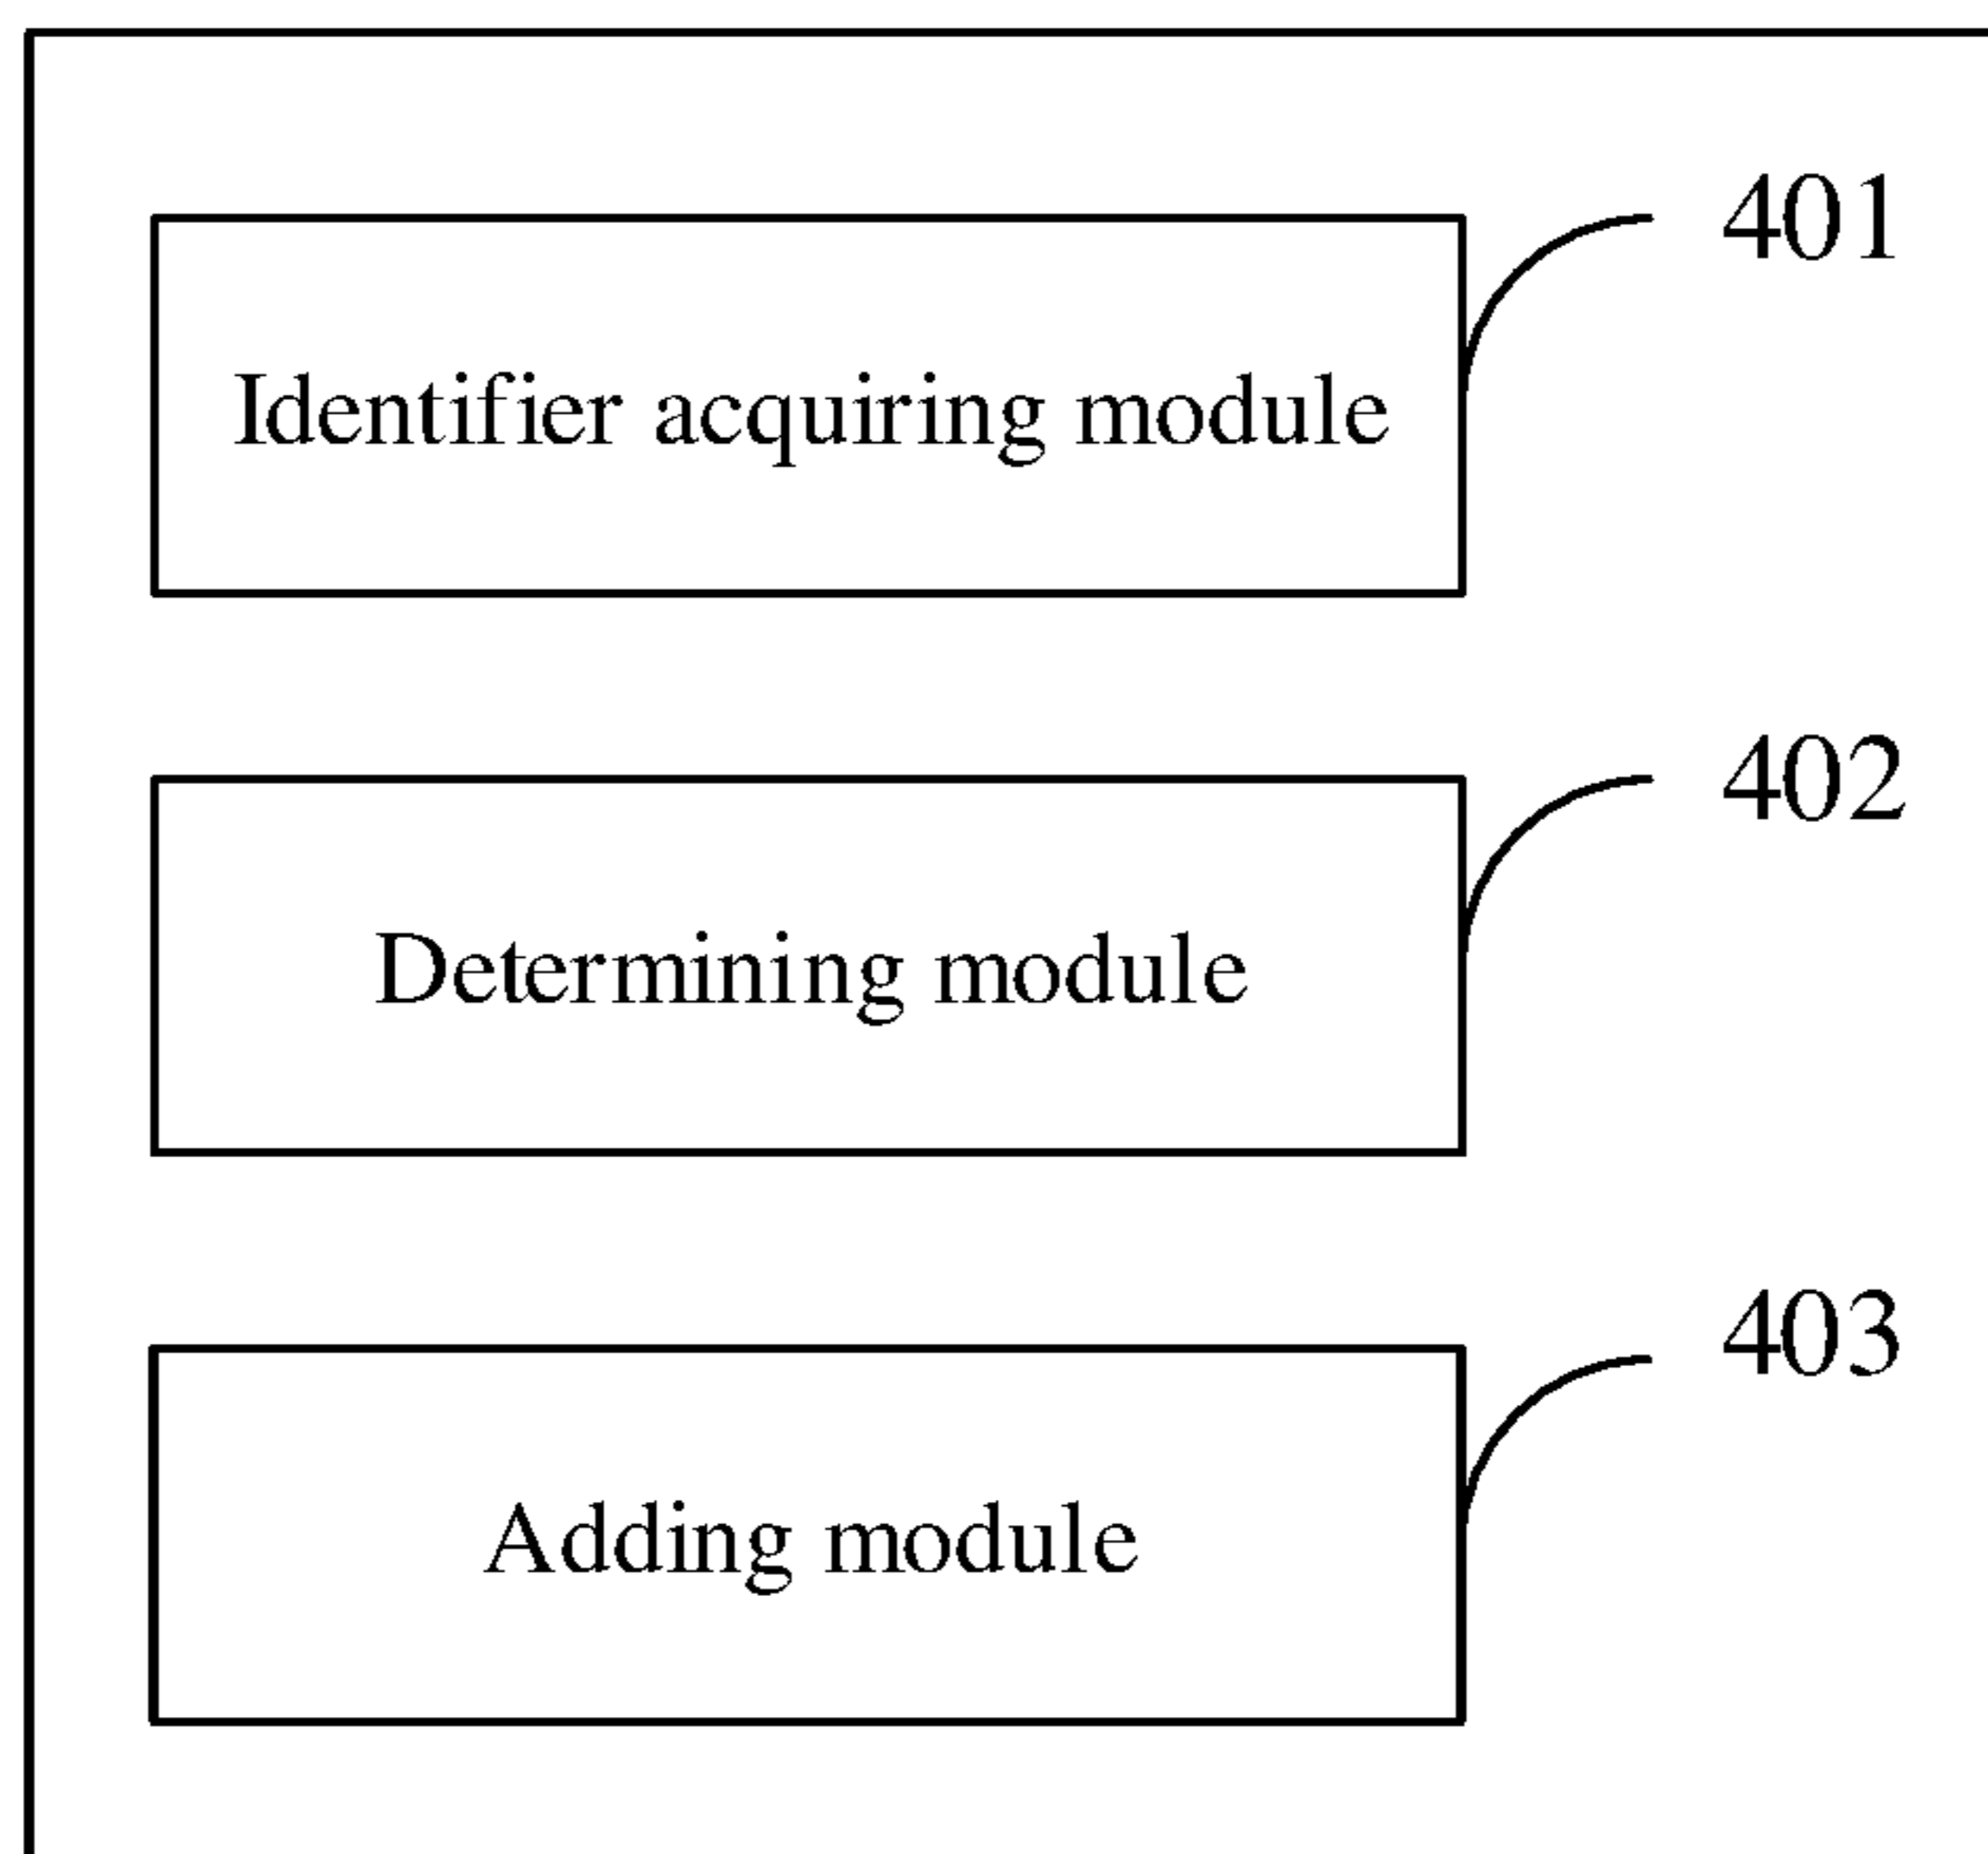 401
Identifier acquiring module
402
Determining module
403
Adding module